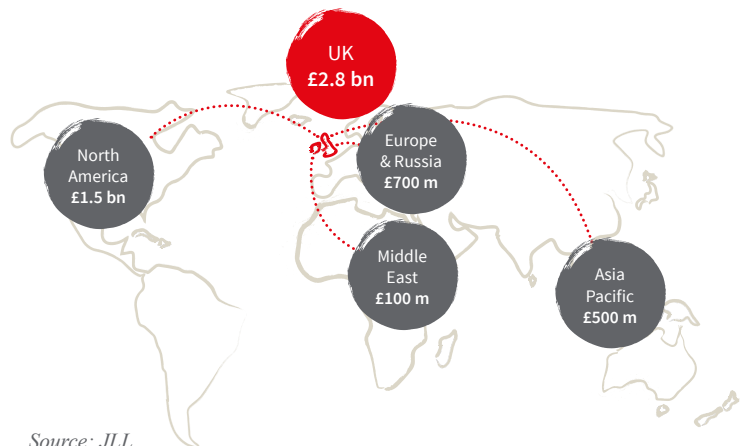 UK
£2.8 bn
North
America
£1.5 bn
Europe
& Russia
£700 m
Middle
East
£100 m
Asia
Pacific
£500 m
Source: JLL